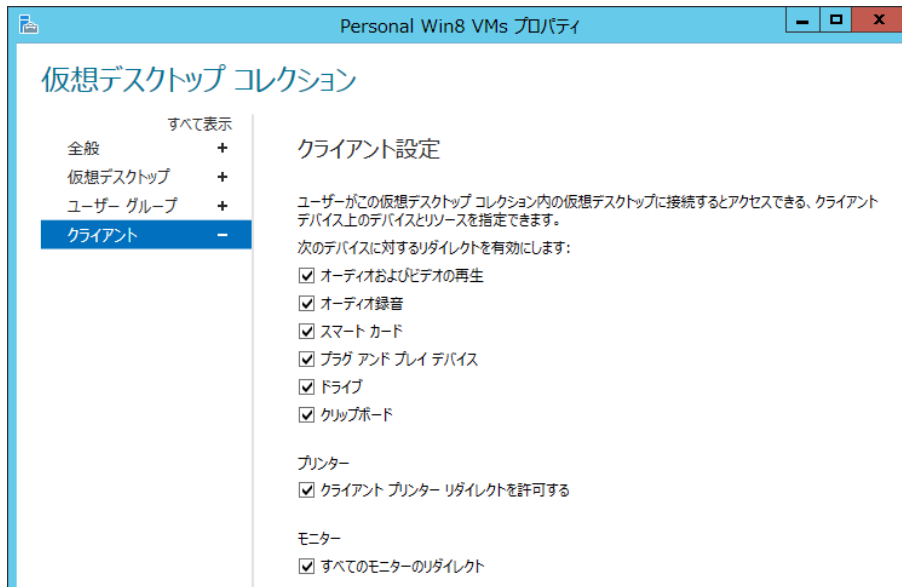 Personal Win8 VMs プロパティ
仮想デスクトップ コレクション
すべて表示
全般 +
仮想デスクトップ +
ユーザー グループ +
クライアント −
クライアント設定
ユーザーがこの仮想デスクトップ コレクション内の仮想デスクトップに接続するとアクセスできる、クライアント
デバイス上のデバイスとリソースを指定できます。
次のデバイスに対するリダイレクトを有効にします:
オーディオおよびビデオの再生
オーディオ録音
スマート カード
プラグ アンド プレイ デバイス
ドライブ
クリップボード
プリンター
クライアント プリンター リダイレクトを許可する
モニター
すべてのモニターのリダイレクト